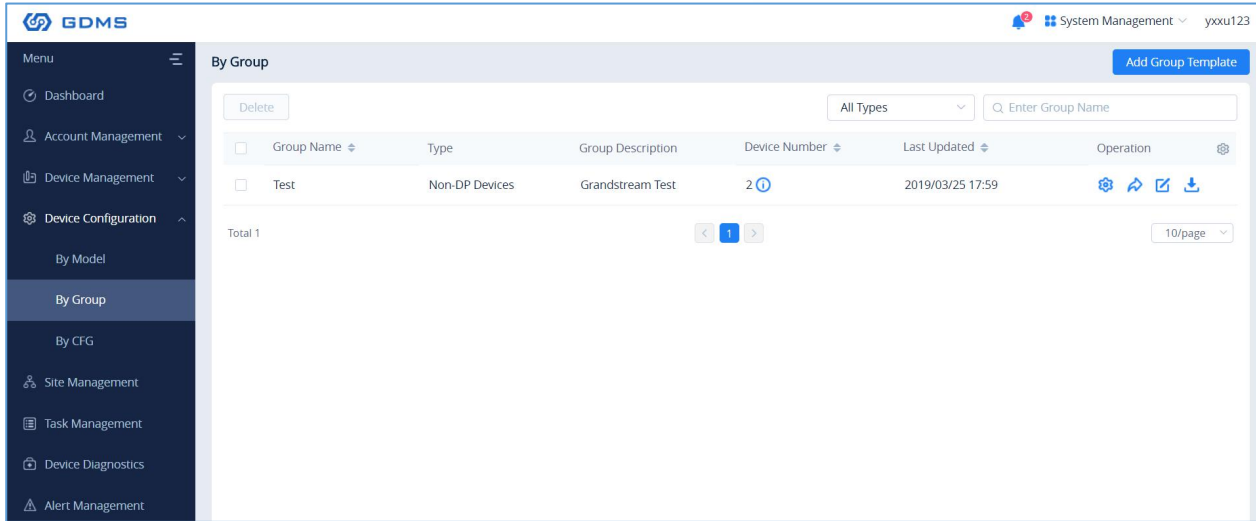 GDMS
2
System Management
yxxu123
Menu
By Group
Add Group Template
Dashboard
Delete
All Types
Enter Group Name
Account Management
Group Name
Type
Group Description
Device Number
Last Updated
Operation
Device Management
Test
Non-DP Devices
Grandstream Test
2
2019/03/25 17:59
Device Configuration
Total 1
1
10/page
By Model
By Group
By CFG
Site Management
Task Management
Device Diagnostics
Alert Management